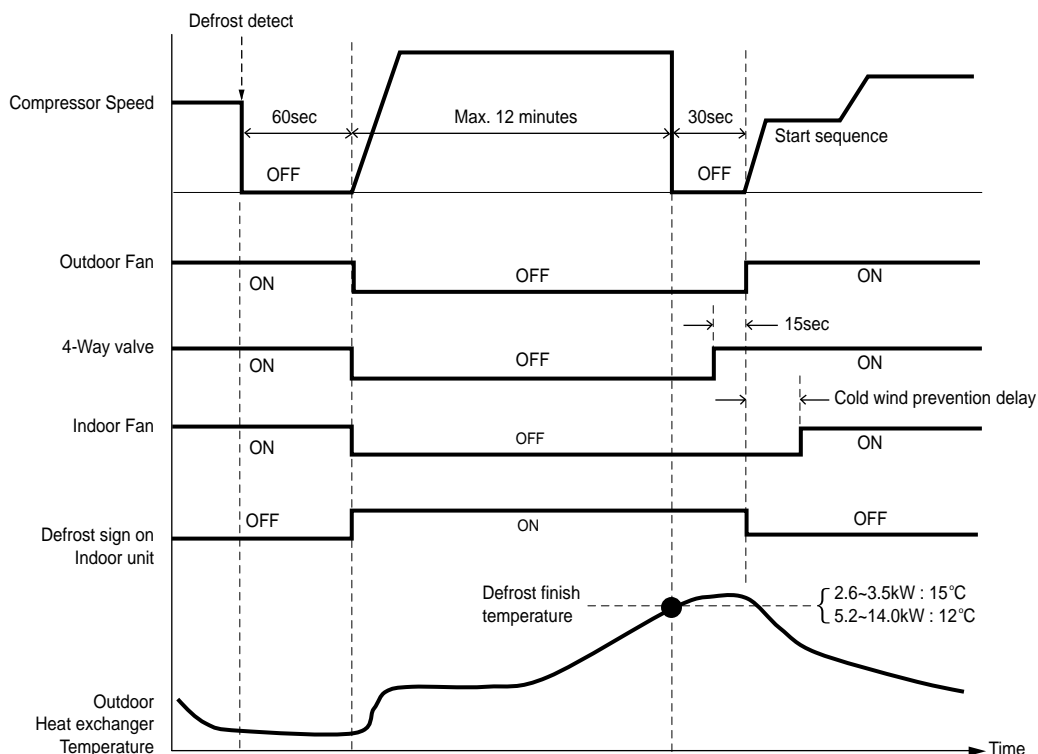 Defrost detect
Compressor Speed
60sec
Max. 12 minutes
30sec
Start sequence
OFF
OFF
Outdoor Fan
ON
OFF
ON
15sec
4-Way valve
ON
OFF
ON
Cold wind prevention delay
Indoor Fan
ON
OFF
ON
Defrost sign on
Indoor unit
OFF
ON
OFF
Defrost finish
temperature
2.6~3.5kW : 15°C
5.2~14.0kW : 12°C
Outdoor
Heat exchanger
Temperature
Time